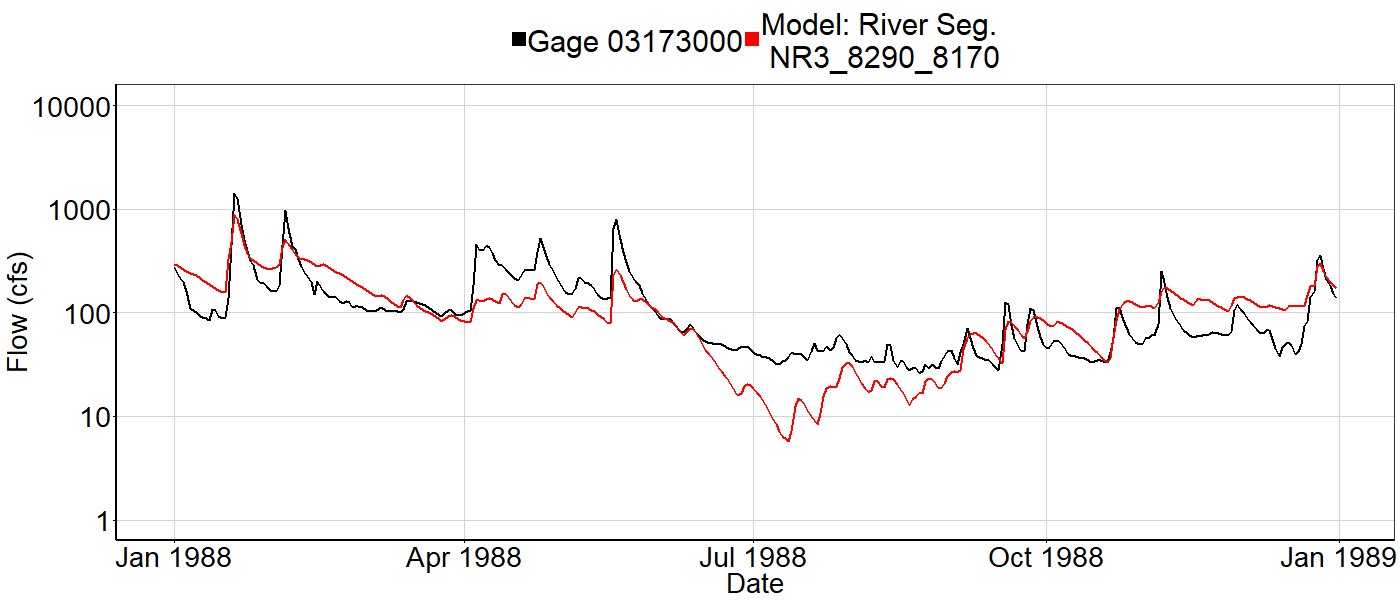 Gage 03173000
Model: River Seg.
NR3_8290_8170
Flow (cfs)
10000
1000
100
10
1
Jan 1988
Apr 1988
Jul 1988
Oct 1988
Jan 1989
Date